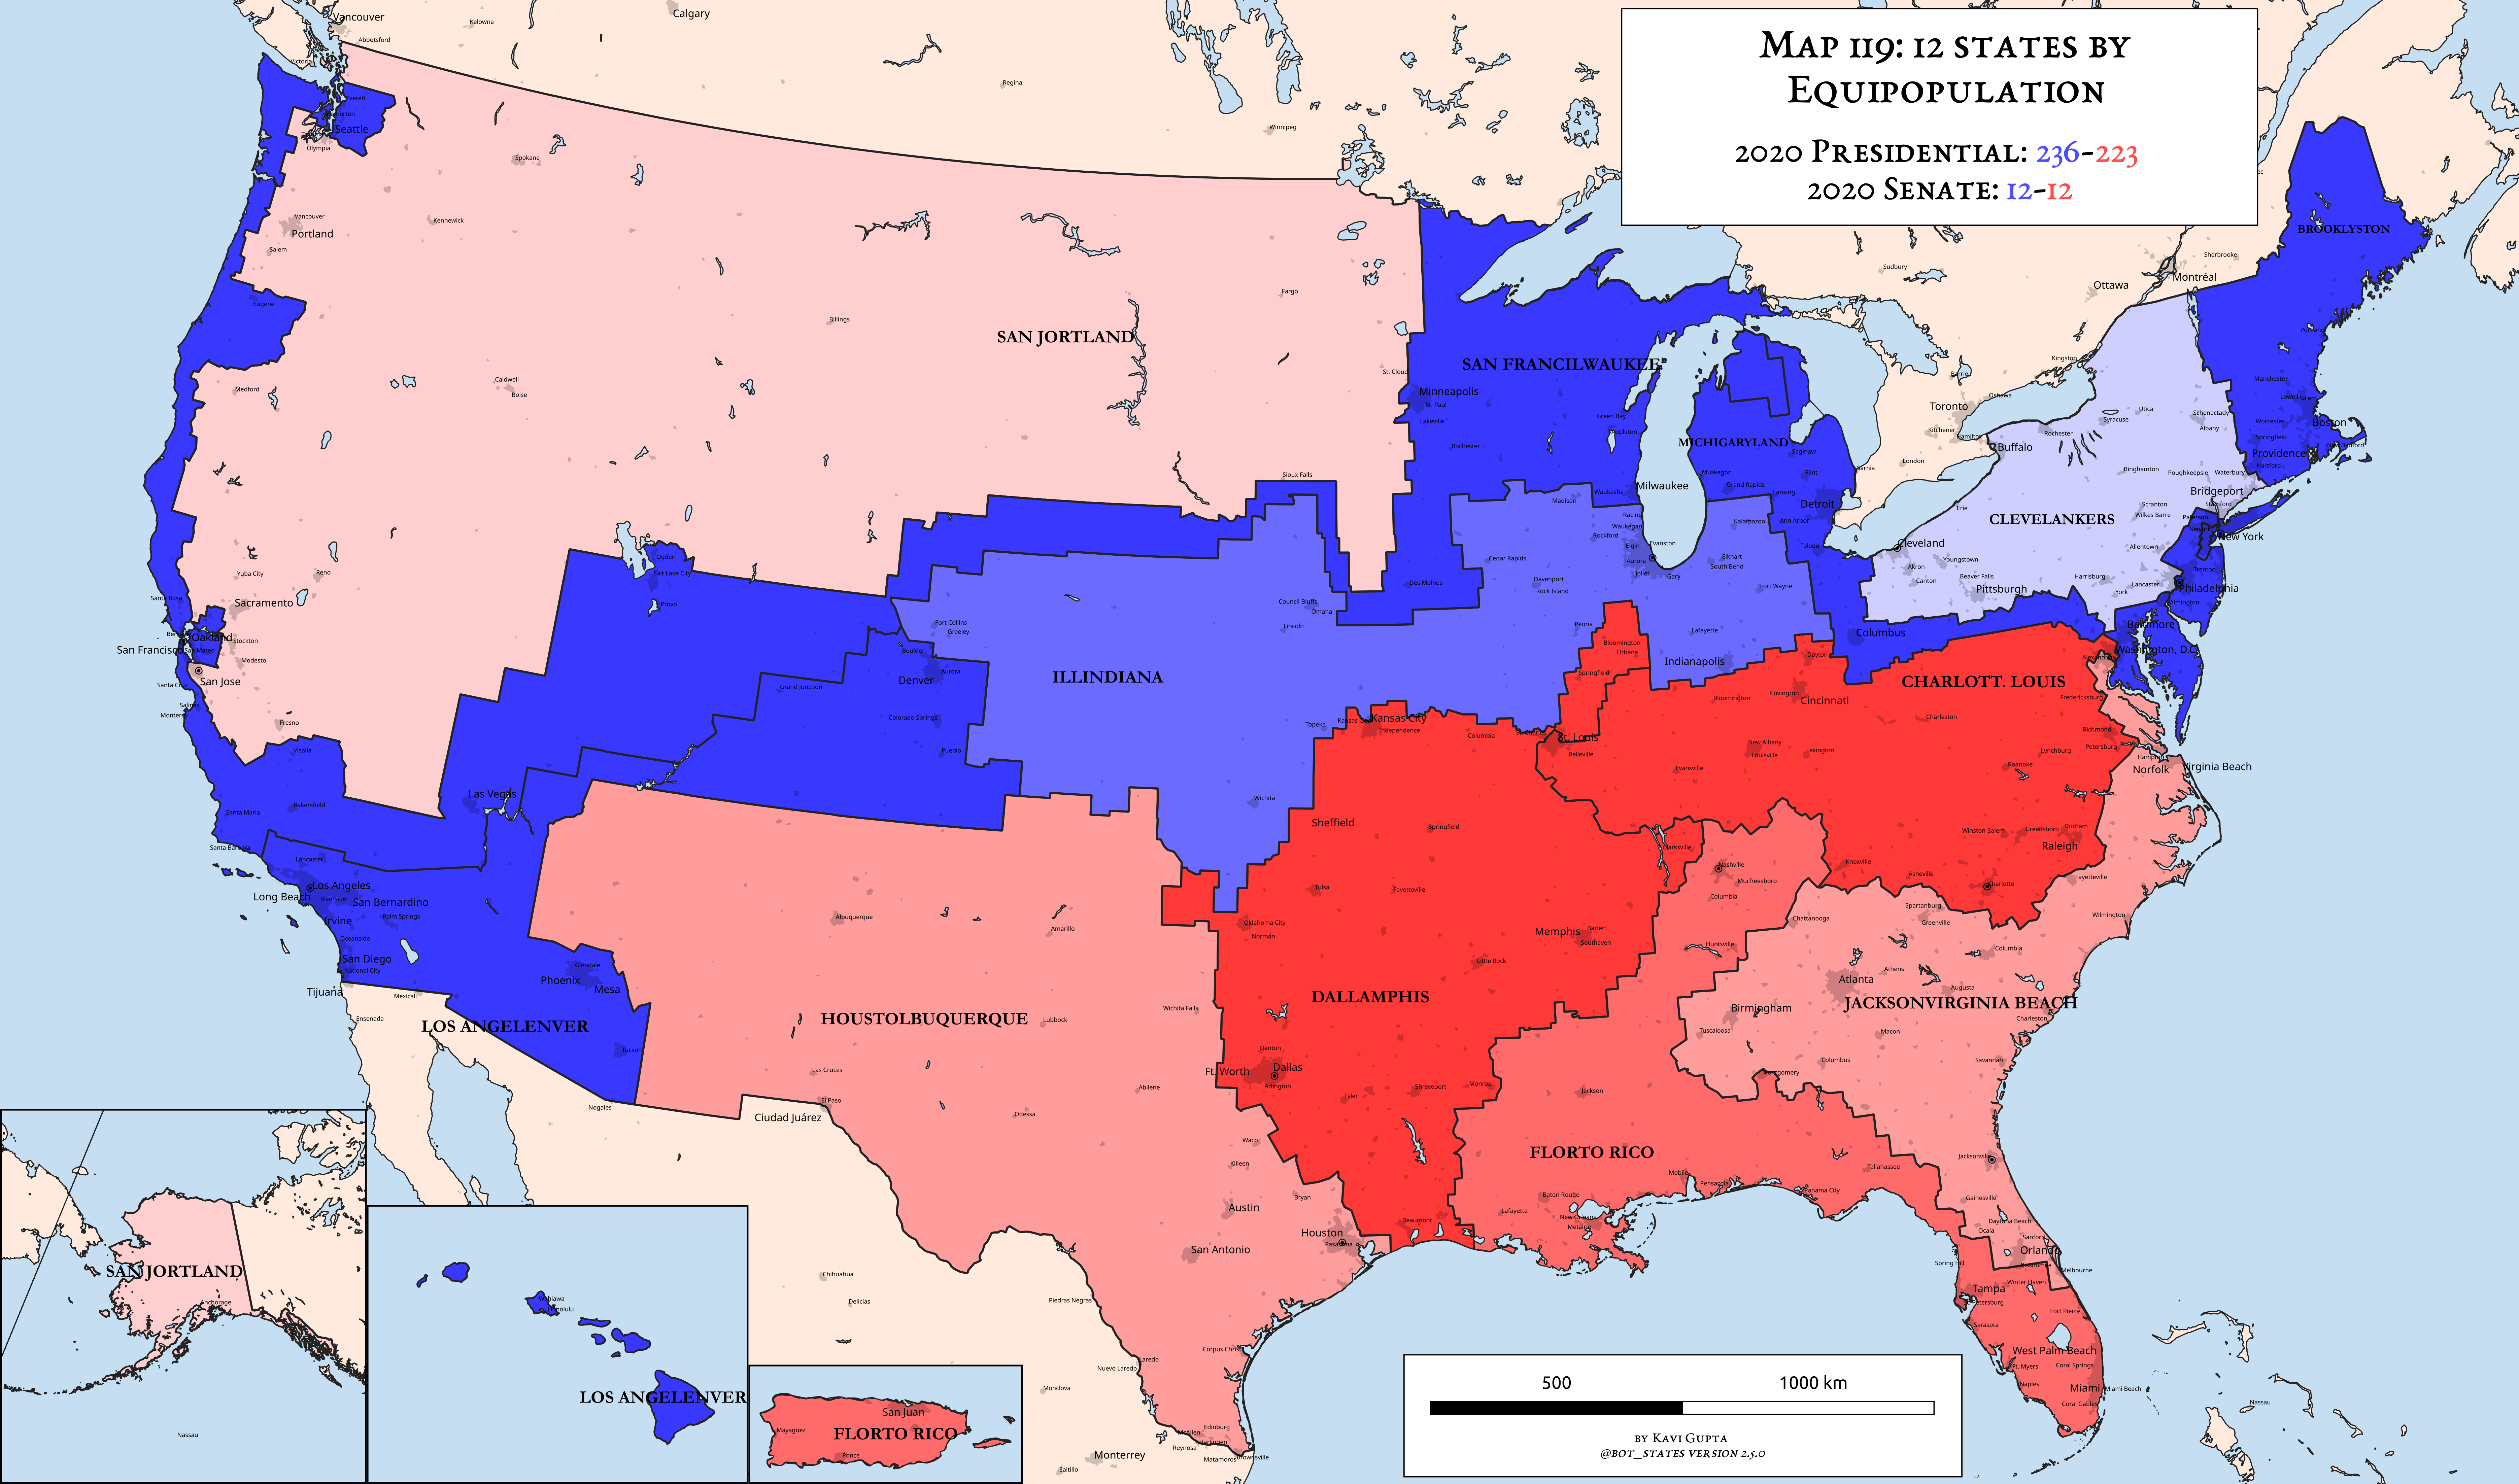 Map 119: 12 states by
Equipopulation
2020 Presidential: 236-223
2020 Senate: 12-12
Vancouver
Kelowna
Calgary
Abbotsford
Victoria
Regina
Winnipeg
Everett
Seattle
Olympia
Spokane
Vancouver
Portland
Kennewick
Salem
Eugene
Medford
Caldwell
Boise
Billings
Fargo
St. Cloud
Minneapolis
St. Paul
Lakeville
Rochester
Sioux Falls
SAN JORTLAND
SAN FRANCILWAUKEE
MICHIGARYLAND
BROOKLYSTON
CLEVELANKERS
Sudbury
Ottawa
Montréal
Sherbrooke
Kingston
Barrie
Oshawa
Toronto
Kitchener
Hamilton
London
Sarnia
Buffalo
Rochester
Syracuse
Utica
Schenectady
Albany
Binghamton
Poughkeepsie
Waterbury
Bridgeport
Stamford
Scranton
Wilkes Barre
Paterson
Newark
New York
Allentown
Trenton
Portland
Manchester
Lowell
Boston
Worcester
Springfield
New Bedford
Providence
Hartford
Green Bay
Appleton
Milwaukee
Waukesha
Madison
Racine
Waukegan
Rockford
Elgin
Evanston
Aurora
Joliet
Gary
Muskegon
Grand Rapids
Saginaw
Flint
Lansing
Detroit
Ann Arbor
Kalamazoo
Toledo
Elkhart
South Bend
Fort Wayne
Erie
Cleveland
Akron
Canton
Youngstown
Beaver Falls
Pittsburgh
Harrisburg
Lancaster
York
Philadelphia
Wilmington
Baltimore
Washington, D.C.
Alexandria
Columbus
Lafayette
Indianapolis
Dayton
Covington
Cincinnati
Bloomington
Cedar Rapids
Davenport
Rock Island
Des Moines
Council Bluffs
Omaha
Lincoln
Peoria
Bloomington
Urbana
Springfield
ILLINDIANA
CHARLOTT. LOUIS
Fredericksburg
Charleston
Richmond
Petersburg
Lynchburg
Roanoke
Hampton
Norfolk
Virginia Beach
New Albany
Louisville
Lexington
Evansville
Belleville
St. Louis
St. Charles
Columbia
Kansas City
Kansas City
Independence
Topeka
Wichita
Yuba City
Reno
Santa Rosa
Sacramento
Oakland
Stockton
San Francisco
San Mateo
Modesto
San Jose
Santa Cruz
Salinas
Monterey
Fresno
Visalia
Bakersfield
Santa Maria
Santa Barbara
Lancaster
Los Angeles
Long Beach
Riverside
San Bernardino
Irvine
Palm Springs
Oceanside
San Diego
National City
Tijuana
Mexicali
Ensenada
Ogden
Salt Lake City
Provo
Las Vegas
Grand Junction
Fort Collins
Greeley
Boulder
Denver
Aurora
Colorado Springs
Pueblo
Phoenix
Glendale
Mesa
Tucson
Nogales
LOS ANGELENVER
HOUSTOLBUQUERQUE
Albuquerque
Amarillo
Lubbock
Las Cruces
El Paso
Ciudad Juárez
Odessa
Abilene
Wichita Falls
Sheffield
Springfield
Tulsa
Fayetteville
Oklahoma City
Norman
Little Rock
Memphis
Barlett
Southaven
DALLAMPHIS
Denton
Ft. Worth
Dallas
Arlington
Tyler
Shreveport
Monroe
Waco
Killeen
Bryan
Austin
Houston
Pasadena
Beaumont
San Antonio
Corpus Christi
Laredo
Nuevo Laredo
Piedras Negras
Chihuahua
Delicias
Monclova
Monterrey
Saltillo
Edinburg
McAllen
Harlingen
Reynosa
Matamoros
Brownsville
Clarksville
Nashville
Murfreesboro
Columbia
Huntsville
Chattanooga
Knoxville
Asheville
Charlotte
Winston-Salem
Greensboro
Durham
Raleigh
Fayetteville
Wilmington
Spartanburg
Greenville
Columbia
Atlanta
Athens
Augusta
JACKSONVIRGINIA BEACH
Charleston
Birmingham
Tuscaloosa
Macon
Columbus
Savannah
Montgomery
Jackson
FLORTO RICO
Mobile
Pensacola
Panama City
Tallahassee
Baton Rouge
Lafayette
New Orleans
Metairie
Jacksonville
Gainesville
Daytona Beach
Ocala
Sanford
Orlando
Kissimmee
Melbourne
Spring Hill
Winter Haven
Tampa
Fort Pierce
Sarasota
West Palm Beach
Ft. Myers
Coral Springs
Naples
Miami
Miami Beach
Coral Gables
Nassau
SAN JORTLAND
Anchorage
Nassau
Wahiawa
Honolulu
LOS ANGELENVER
San Juan
Mayagüez
FLORTO RICO
Ponce
500
1000 km
by Kavi Gupta
@bot_states version 2.5.0